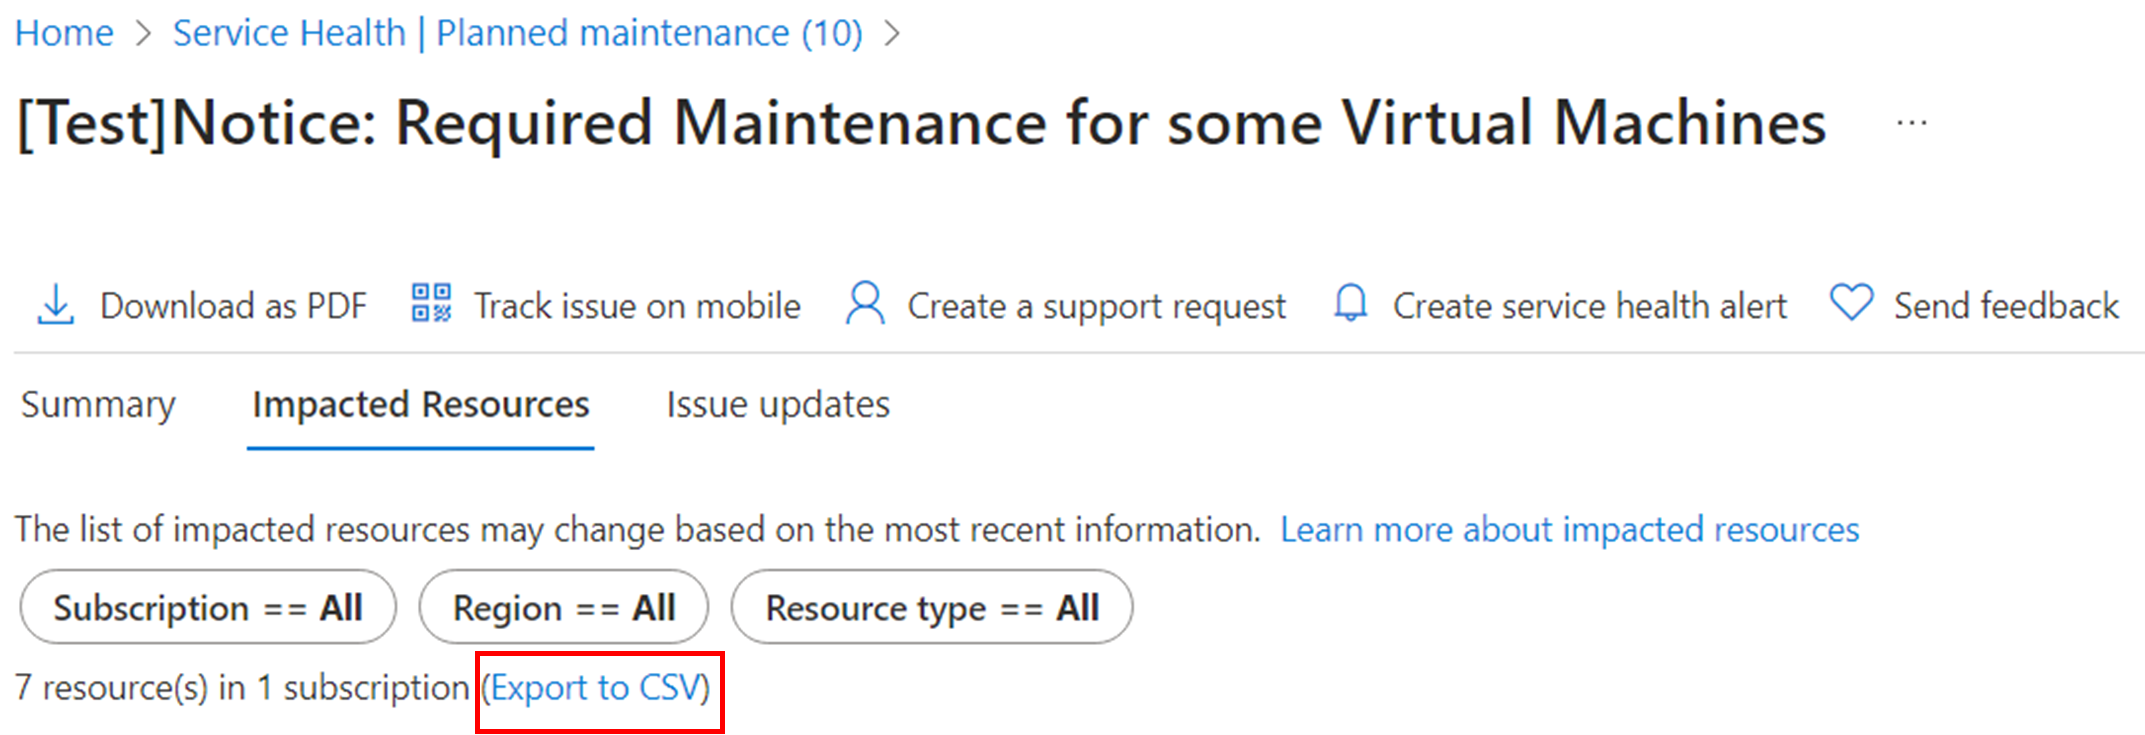 Home > Service Health | Planned maintenance (10) >
[Test]Notice: Required Maintenance for some Virtual Machines ...
Download as PDF Track issue on mobile Create a support request Create service health alert Send feedback
Summary Impacted Resources Issue updates
The list of impacted resources may change based on the most recent information. Learn more about impacted resources
Subscription == All Region == All Resource type == All
7 resource(s) in 1 subscription (Export to CSV)